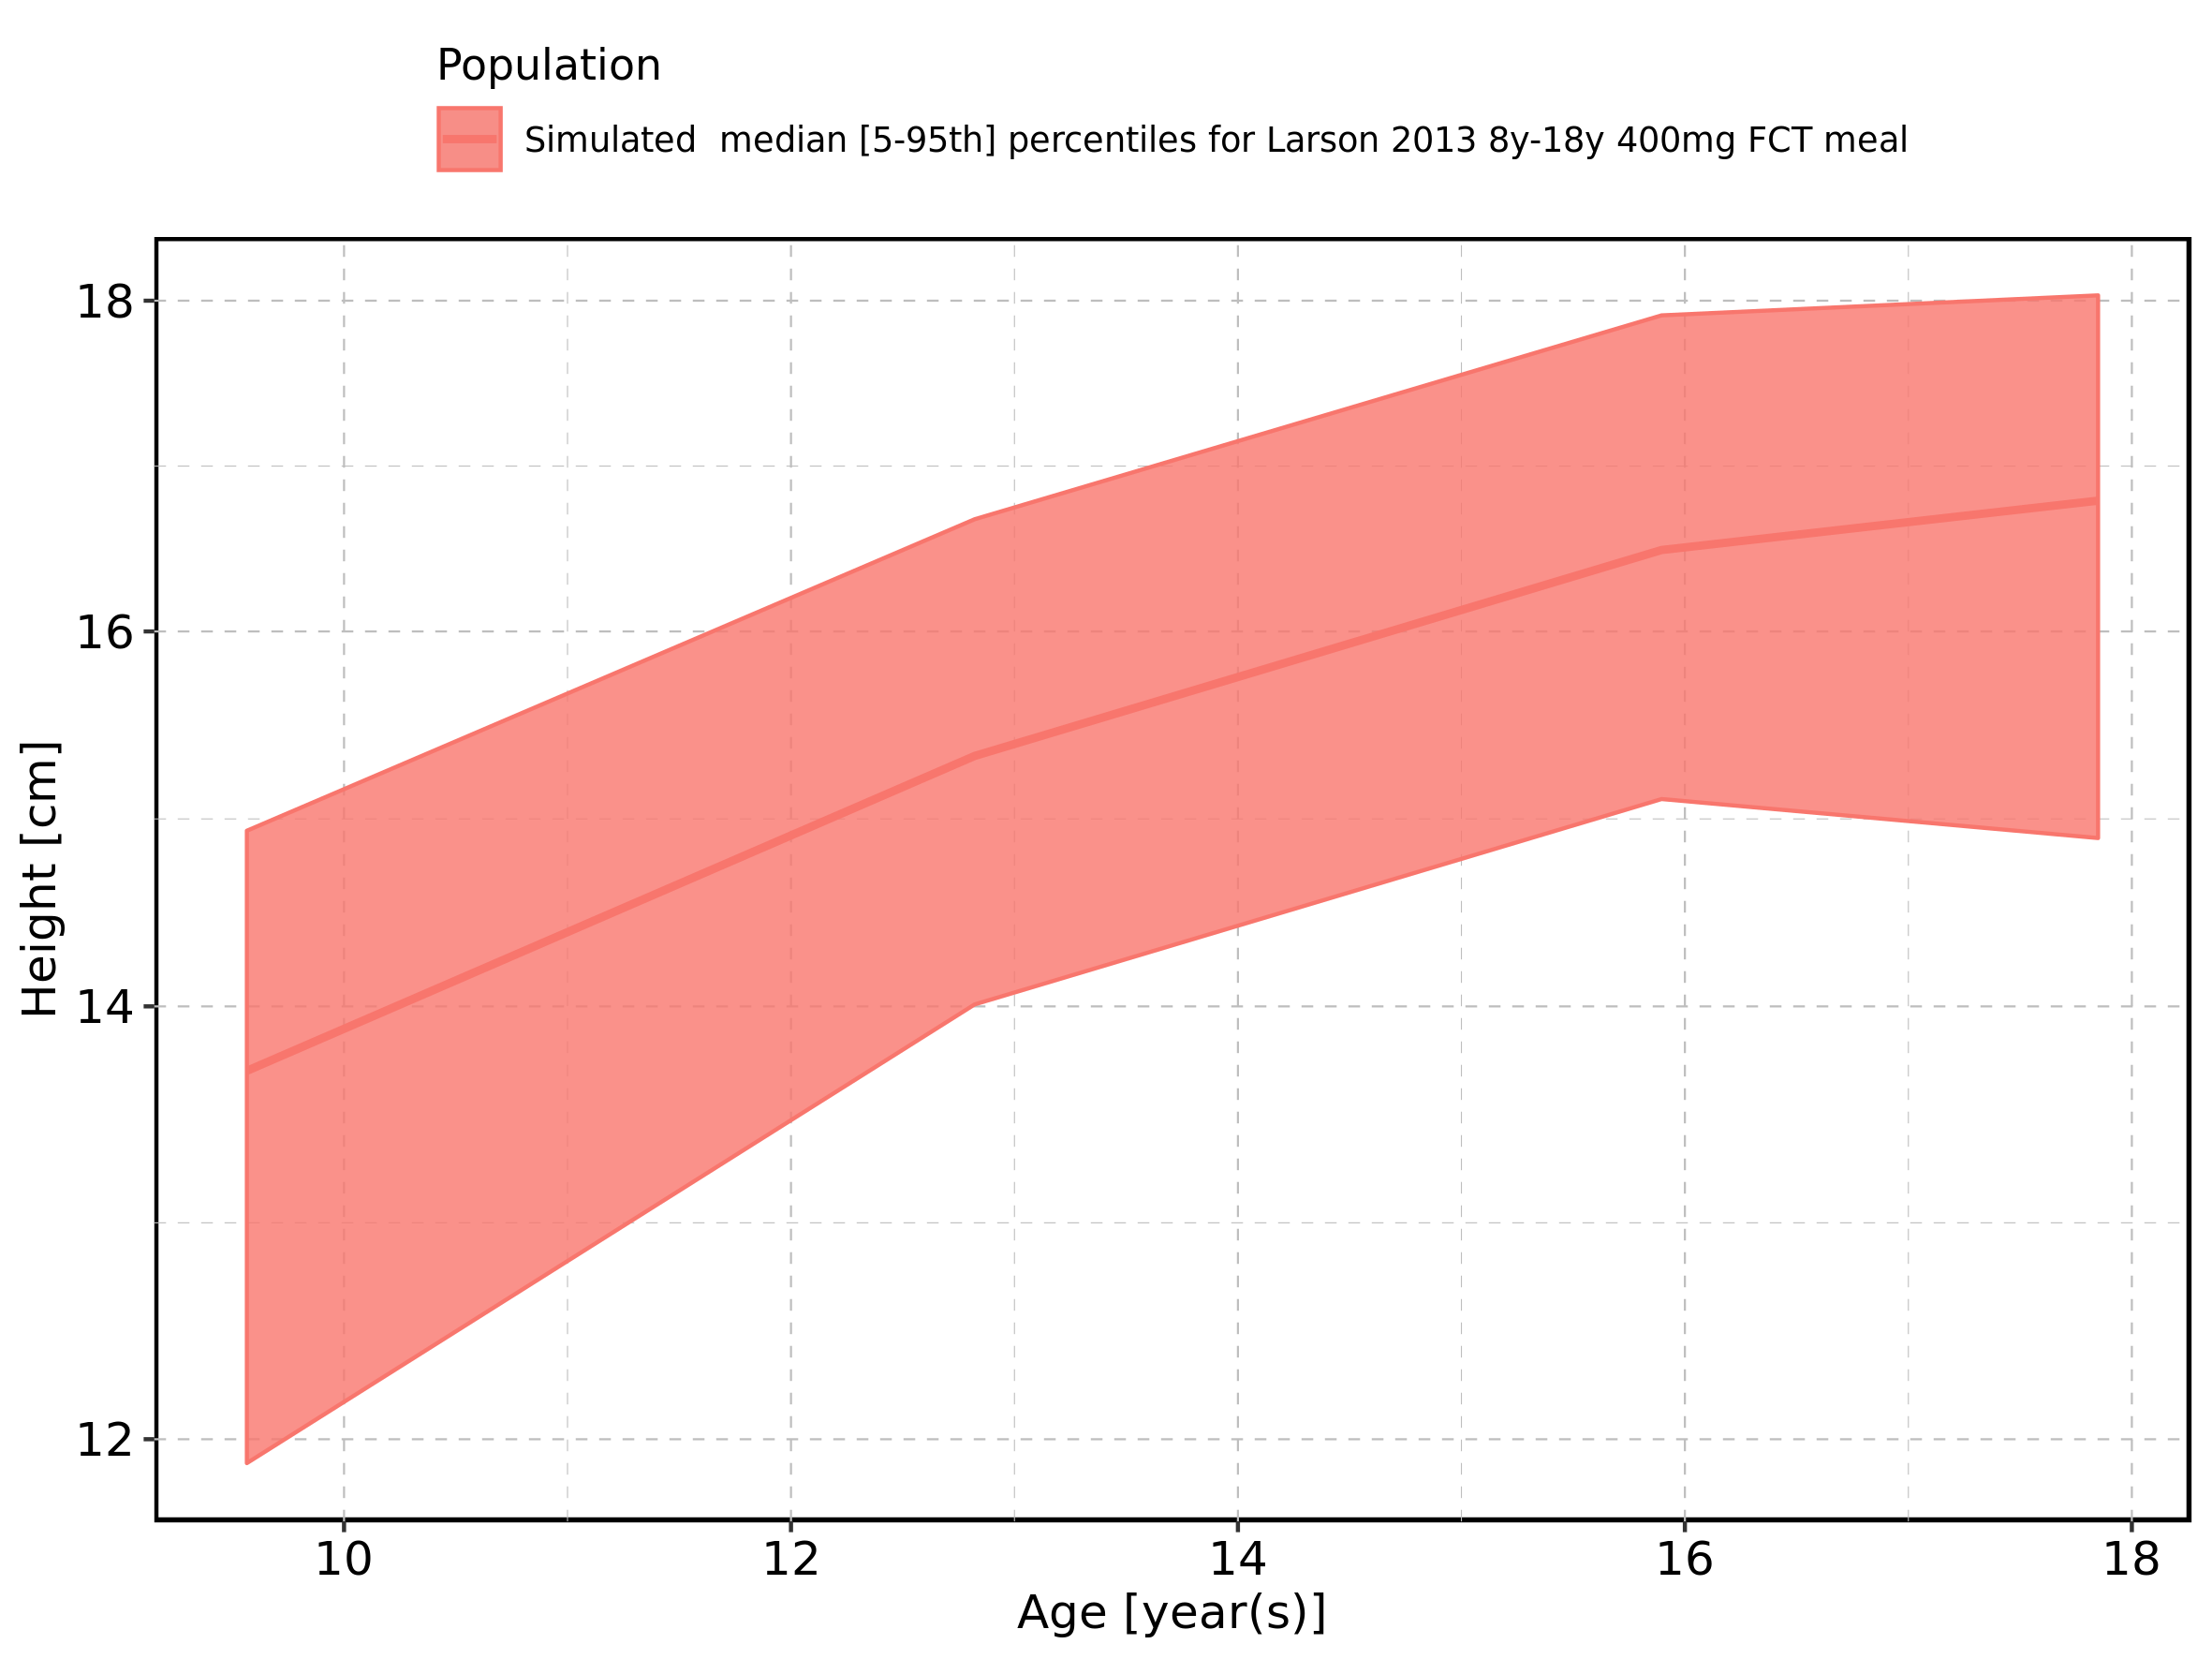 Population
Simulated  median [5-95th] percentiles for Larson 2013 8y-18y 400mg FCT meal
18
16
14
12
Height [cm]
10 12 14 16 18
Age [year(s)]